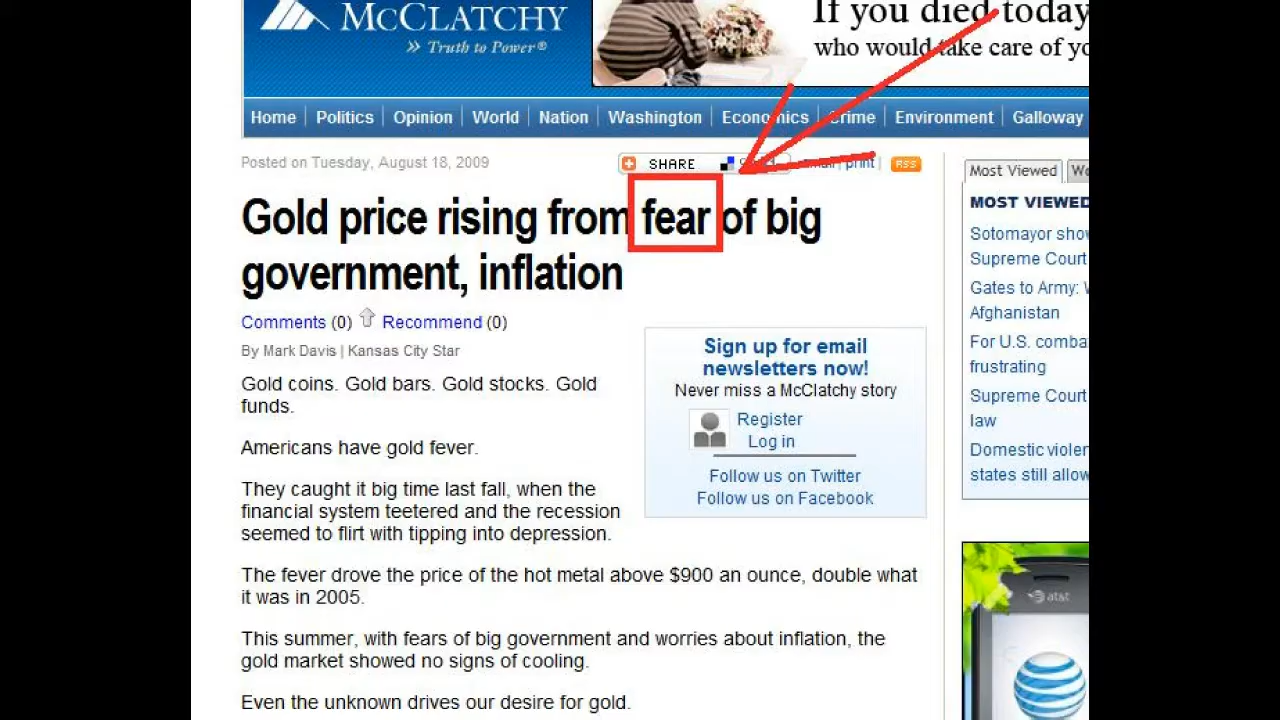 McCLATCHY
» Truth to Power®
If you died today
who would take care of yo
Home Politics Opinion World Nation Washington Economics Crime Environment Galloway
Posted on Tuesday, August 18, 2009
SHARE
print
RSS
Gold price rising from fear of big
government, inflation
Comments (0) Recommend (0)
By Mark Davis | Kansas City Star
Gold coins. Gold bars. Gold stocks. Gold
funds.
Americans have gold fever.
They caught it big time last fall, when the
financial system teetered and the recession
seemed to flirt with tipping into depression.
The fever drove the price of the hot metal above $900 an ounce, double what
it was in 2005.
This summer, with fears of big government and worries about inflation, the
gold market showed no signs of cooling.
Even the unknown drives our desire for gold.
Sign up for email
newsletters now!
Never miss a McClatchy story
Register
Log in
Follow us on Twitter
Follow us on Facebook
Most Viewed
MOST VIEWED
Sotomayor sho
Supreme Court
Gates to Army:
Afghanistan
For U.S. comba
frustrating
Supreme Court
law
Domestic violen
states still allow
at&t